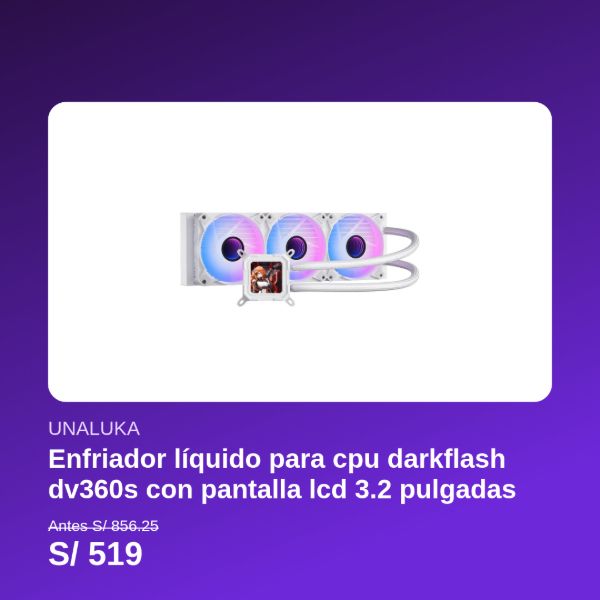 UNALUKA
Enfriador líquido para cpu darkflash
dv360s con pantalla lcd 3.2 pulgadas
Antes S/ 856.25
S/ 519